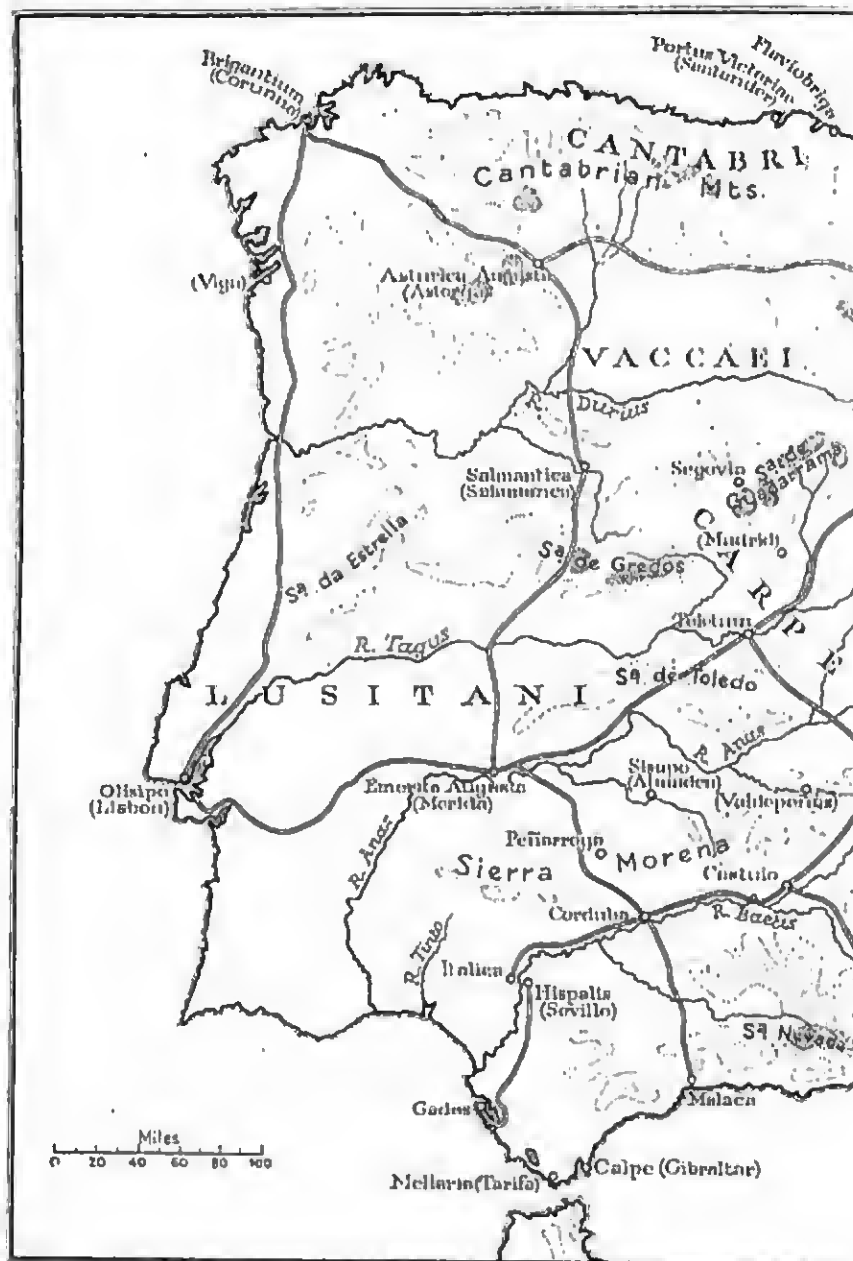 Brigantium
(Corunna)
Portus Victoriae
(Santander)
Flaviobriga
CANTABRI
Cantabrian Mts.
(Vigo)
Asturica Augusta
(Astorga)
VACCAEI
R. Durius
Salmantica
(Salamanca)
Segovia
Sa de
Guadarrama
(Madrid)
CARPE
Sa da Estrella
Sa de Gredos
R. Tagus
Toletum
LUSITANI
Sa de Toledo
R. Anas
Olisipo
(Lisbon)
Emerita Augusta
(Merida)
Sisapo
(Almaden)
(Valdepeñas)
R. Anas
Peñarroya
Sierra Morena
Castulo
Corduba
R. Baetis
R. Tinto
Italica
Hispalis
(Seville)
Sa Nevada
Gades
Malaca
Miles
0 20 40 60 80 100
Mellaria (Tarifa)
Calpe (Gibraltar)